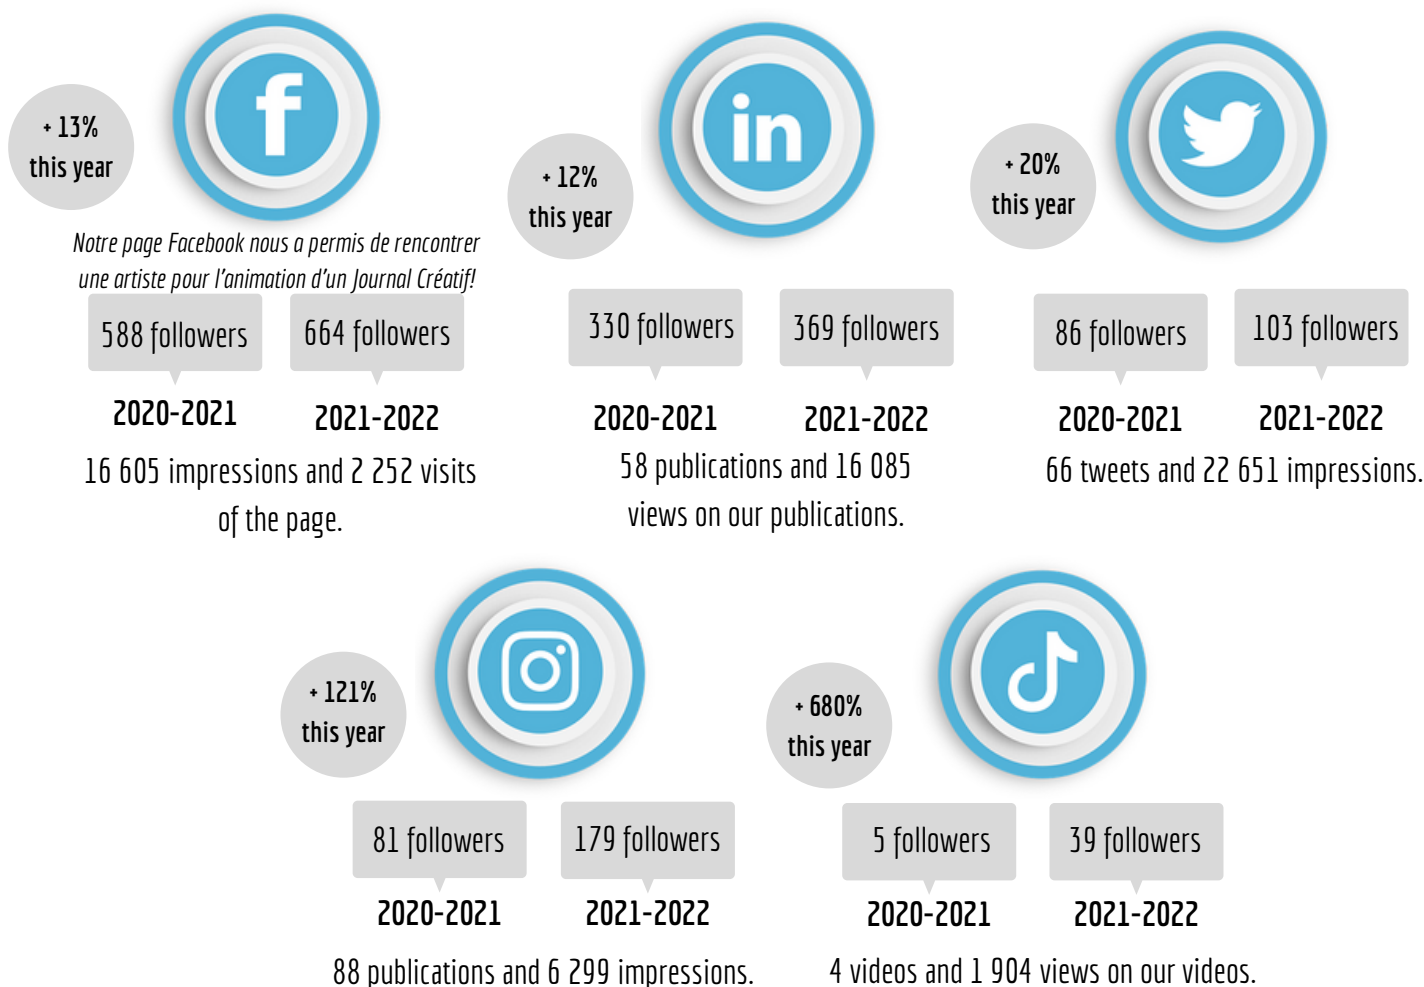 + 13%
this year
Notre page Facebook nous a permis de rencontrer
une artiste pour l'animation d'un Journal Créatif!
588 followers
664 followers
2020-2021
2021-2022
16 605 impressions and 2 252 visits
of the page.
+ 12%
this year
in
330 followers
369 followers
2020-2021
2021-2022
58 publications and 16 085
views on our publications.
+ 20%
this year
86 followers
103 followers
2020-2021
2021-2022
66 tweets and 22 651 impressions.
+ 121%
this year
81 followers
179 followers
2020-2021
2021-2022
88 publications and 6 299 impressions.
+ 680%
this year
5 followers
39 followers
2020-2021
2021-2022
4 videos and 1 904 views on our videos.